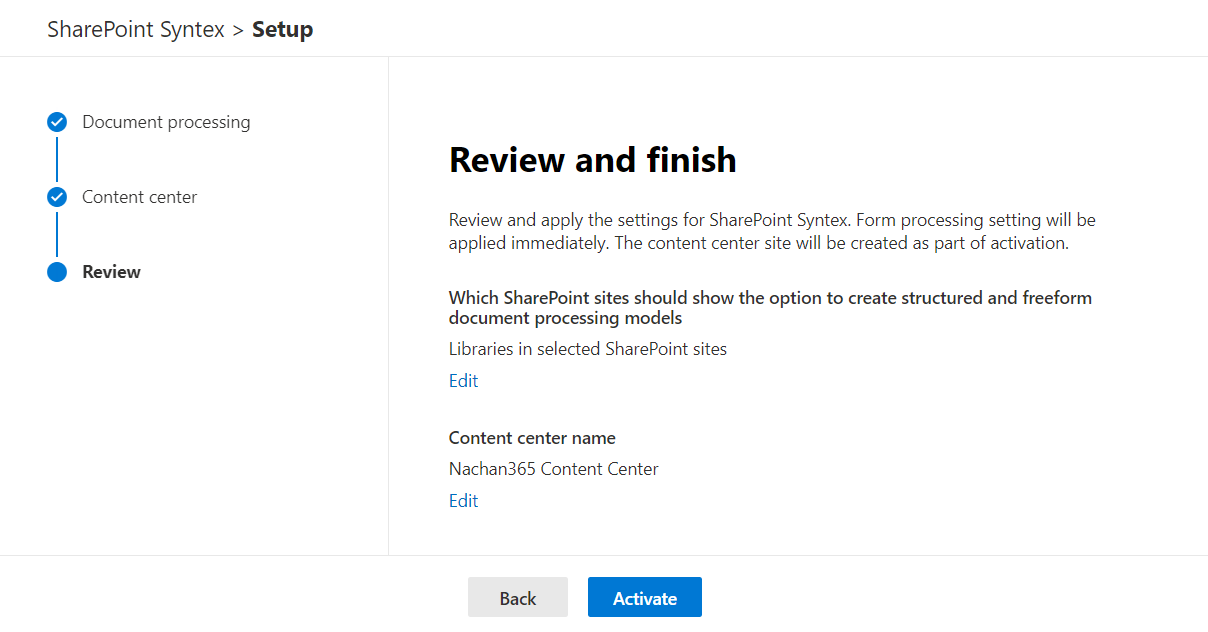 SharePoint Syntex > Setup
Document processing
Content center
Review
Review and finish
Review and apply the settings for SharePoint Syntex. Form processing setting will be
applied immediately. The content center site will be created as part of activation.
Which SharePoint sites should show the option to create structured and freeform
document processing models
Libraries in selected SharePoint sites
Edit
Content center name
Nachan365 Content Center
Edit
Back
Activate